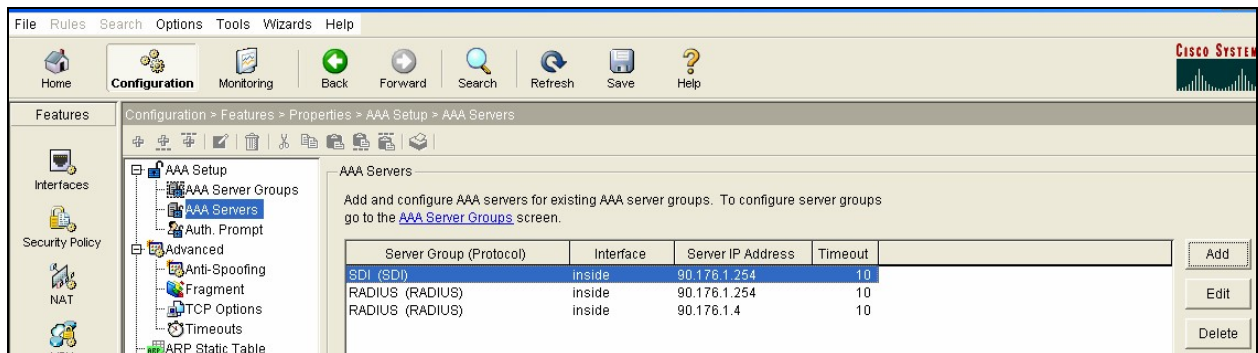 File Rules Search Options Tools Wizards Help
Home Configuration Monitoring Back Forward Search Refresh Save Help
CISCO SYSTEM
Features
Configuration > Features > Properties > AAA Setup > AAA Servers
Interfaces
Security Policy
NAT
AAA Setup
AAA Server Groups
AAA Servers
Auth. Prompt
Advanced
Anti-Spoofing
Fragment
TCP Options
Timeouts
ARP ARP Static Table
AAA Servers
Add and configure AAA servers for existing AAA server groups. To configure server groups
go to the AAA Server Groups screen.
Server Group (Protocol) Interface Server IP Address Timeout
SDI (SDI) inside 90.176.1.254 10
RADIUS (RADIUS) inside 90.176.1.254 10
RADIUS (RADIUS) inside 90.176.1.4 10
Add
Edit
Delete